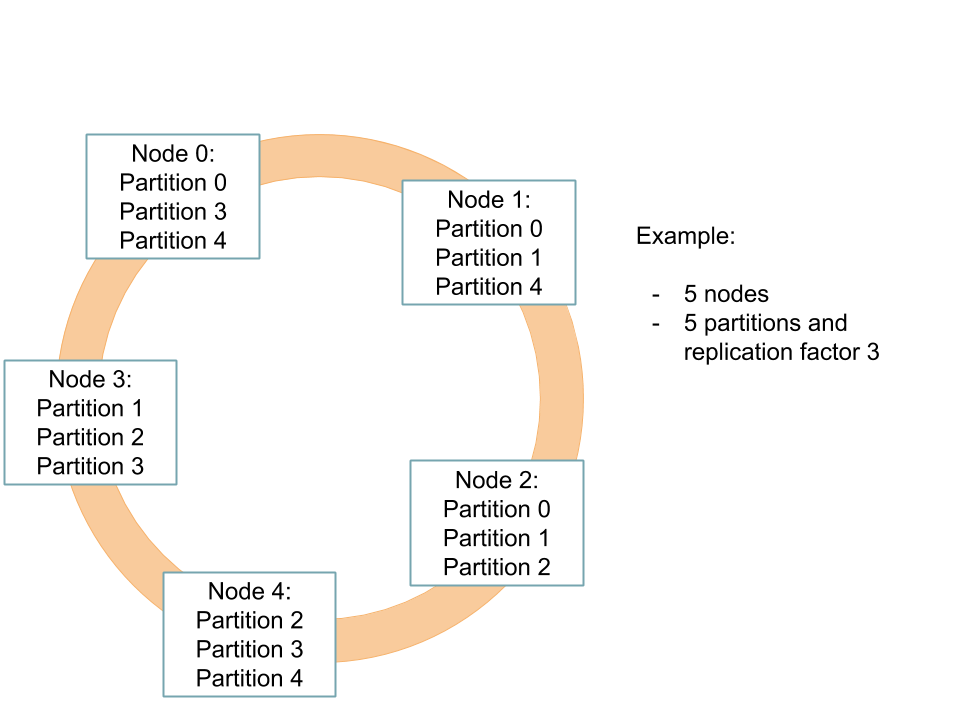 Node 0:
Partition 0
Partition 3
Partition 4
Node 1:
Partition 0
Partition 1
Partition 4
Example:
- 5 nodes
- 5 partitions and
replication factor 3
Node 3:
Partition 1
Partition 2
Partition 3
Node 2:
Partition 0
Partition 1
Partition 2
Node 4:
Partition 2
Partition 3
Partition 4